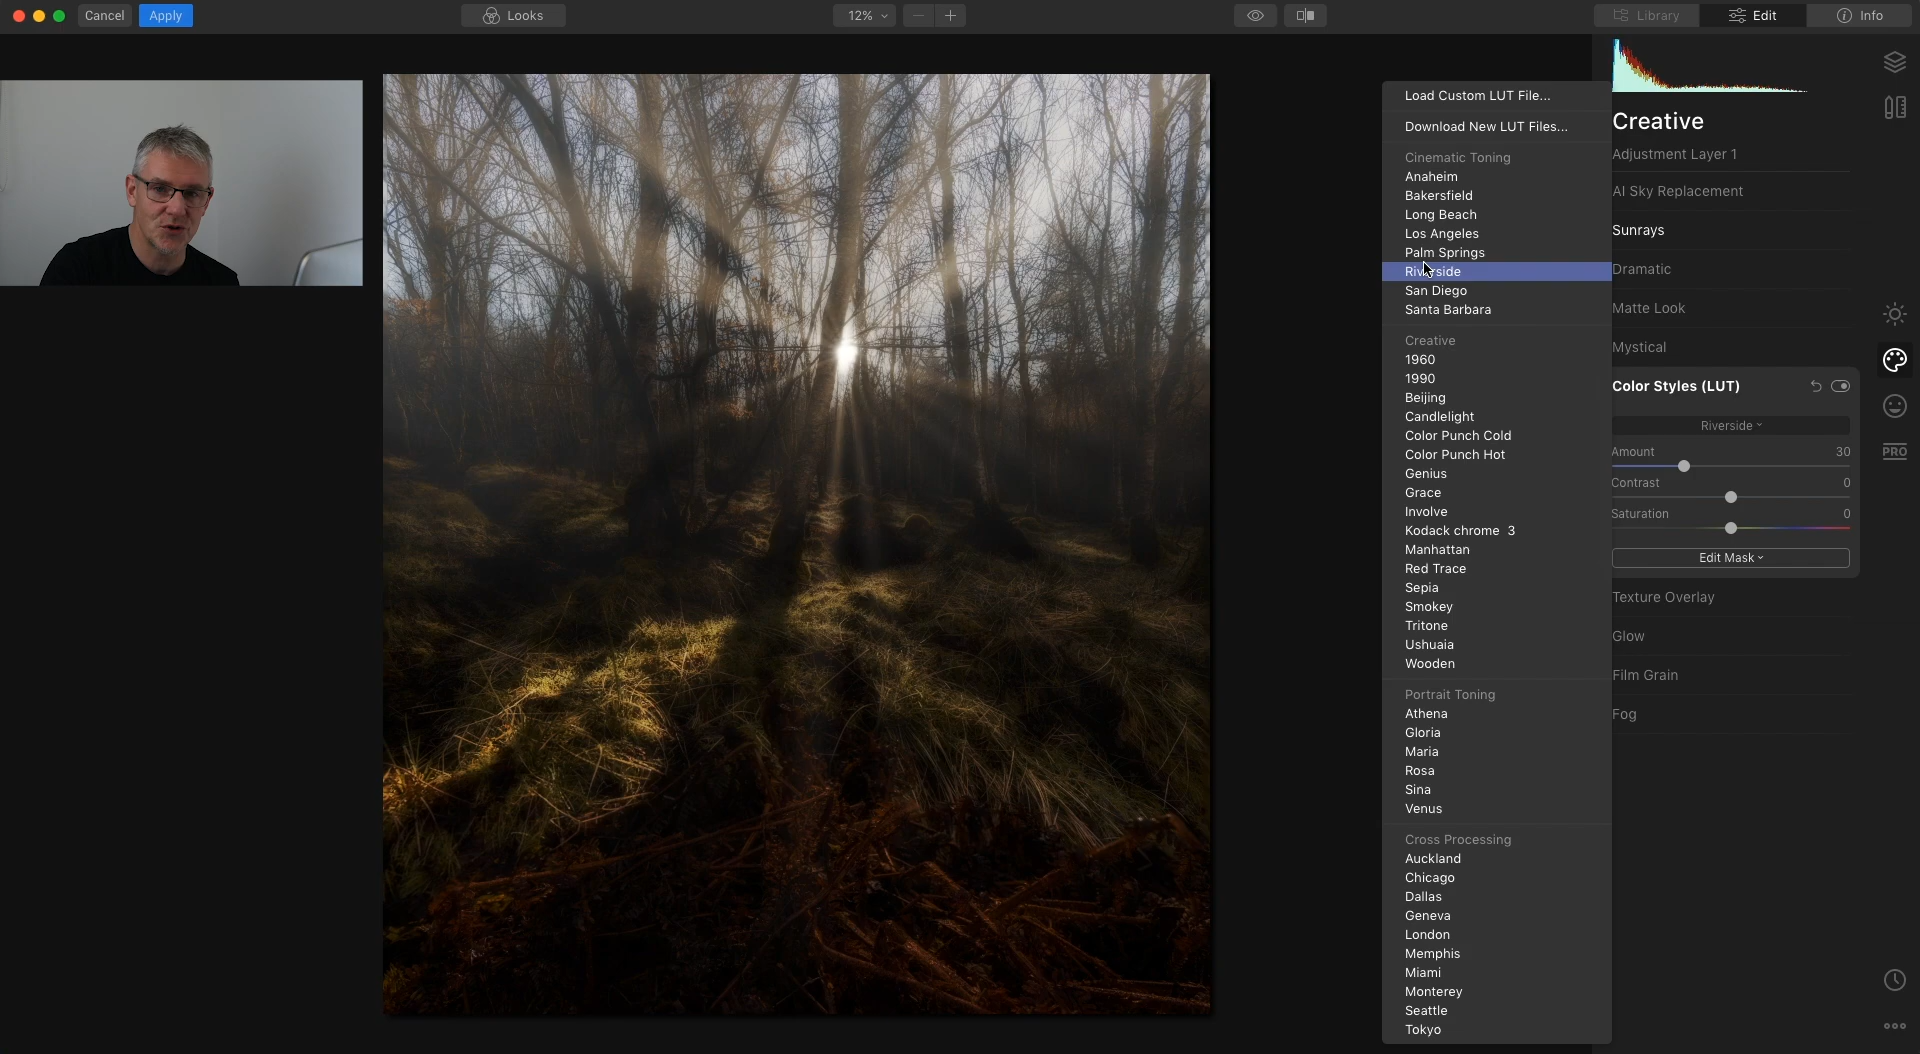 Cancel
Apply
Looks
12%
Library
Edit
Info
Load Custom LUT File...
Download New LUT Files...
Cinematic Toning
Anaheim
Bakersfield
Long Beach
Los Angeles
Palm Springs
Riverside
San Diego
Santa Barbara
Creative
1960
1990
Beijing
Candlelight
Color Punch Cold
Color Punch Hot
Genius
Grace
Involve
Kodack chrome  3
Manhattan
Red Trace
Sepia
Smokey
Tritone
Ushuaia
Wooden
Portrait Toning
Athena
Gloria
Maria
Rosa
Sina
Venus
Cross Processing
Auckland
Chicago
Dallas
Geneva
London
Memphis
Miami
Monterey
Seattle
Tokyo
Creative
Adjustment Layer 1
AI Sky Replacement
Sunrays
Dramatic
Matte Look
Mystical
Color Styles (LUT)
Riverside
Amount 30
Contrast 0
Saturation 0
Edit Mask
Texture Overlay
Glow
Film Grain
Fog
PRO